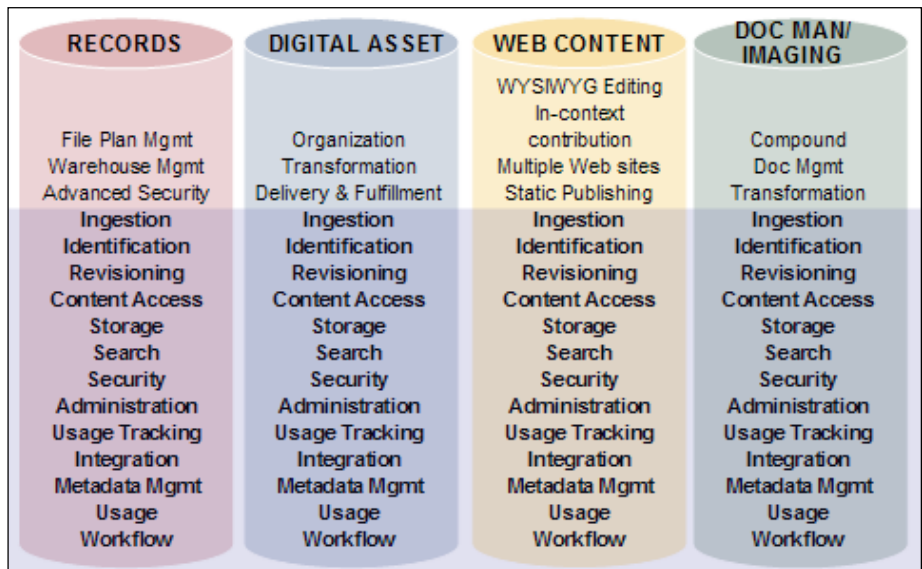 RECORDS
File Plan Mgmt
Warehouse Mgmt
Advanced Security
Ingestion
Identification
Revisioning
Content Access
Storage
Search
Security
Administration
Usage Tracking
Integration
Metadata Mgmt
Usage
Workflow
DIGITAL ASSET
Organization
Transformation
Delivery & Fulfillment
Ingestion
Identification
Revisioning
Content Access
Storage
Search
Security
Administration
Usage Tracking
Integration
Metadata Mgmt
Usage
Workflow
WEB CONTENT
WYSIWYG Editing
In-context
contribution
Multiple Web sites
Static Publishing
Ingestion
Identification
Revisioning
Content Access
Storage
Search
Security
Administration
Usage Tracking
Integration
Metadata Mgmt
Usage
Workflow
DOC MAN/
IMAGING
Compound
Doc Mgmt
Transformation
Ingestion
Identification
Revisioning
Content Access
Storage
Search
Security
Administration
Usage Tracking
Integration
Metadata Mgmt
Usage
Workflow